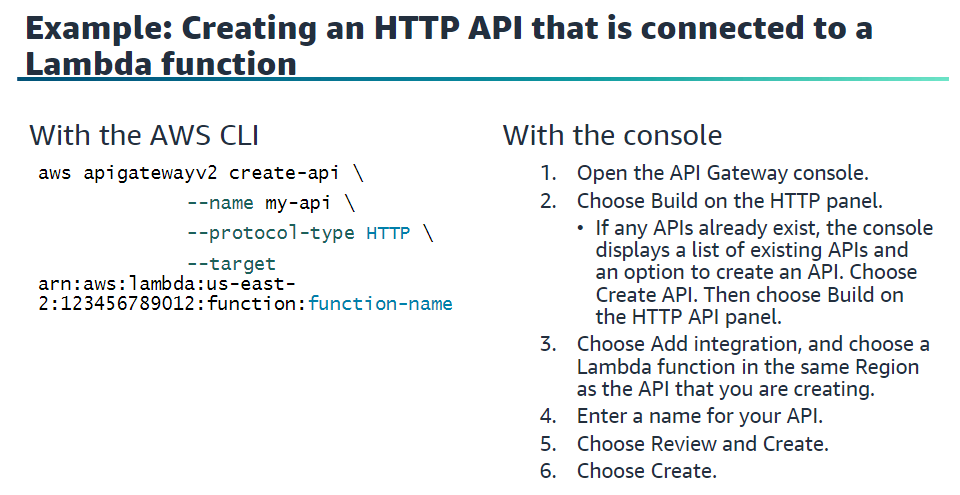 Example: Creating an HTTP API that is connected to a
Lambda function
With the AWS CLI
aws apigatewayv2 create-api \
--name my-api \
--protocol-type HTTP \
--target
arn:aws:lambda:us-east-
2:123456789012:function:function-name
With the console
1. Open the API Gateway console.
2. Choose Build on the HTTP panel.
• If any APIs already exist, the console
displays a list of existing APIs and
an option to create an API. Choose
Create API. Then choose Build on
the HTTP API panel.
3. Choose Add integration, and choose a
Lambda function in the same Region
as the API that you are creating.
4. Enter a name for your API.
5. Choose Review and Create.
6. Choose Create.